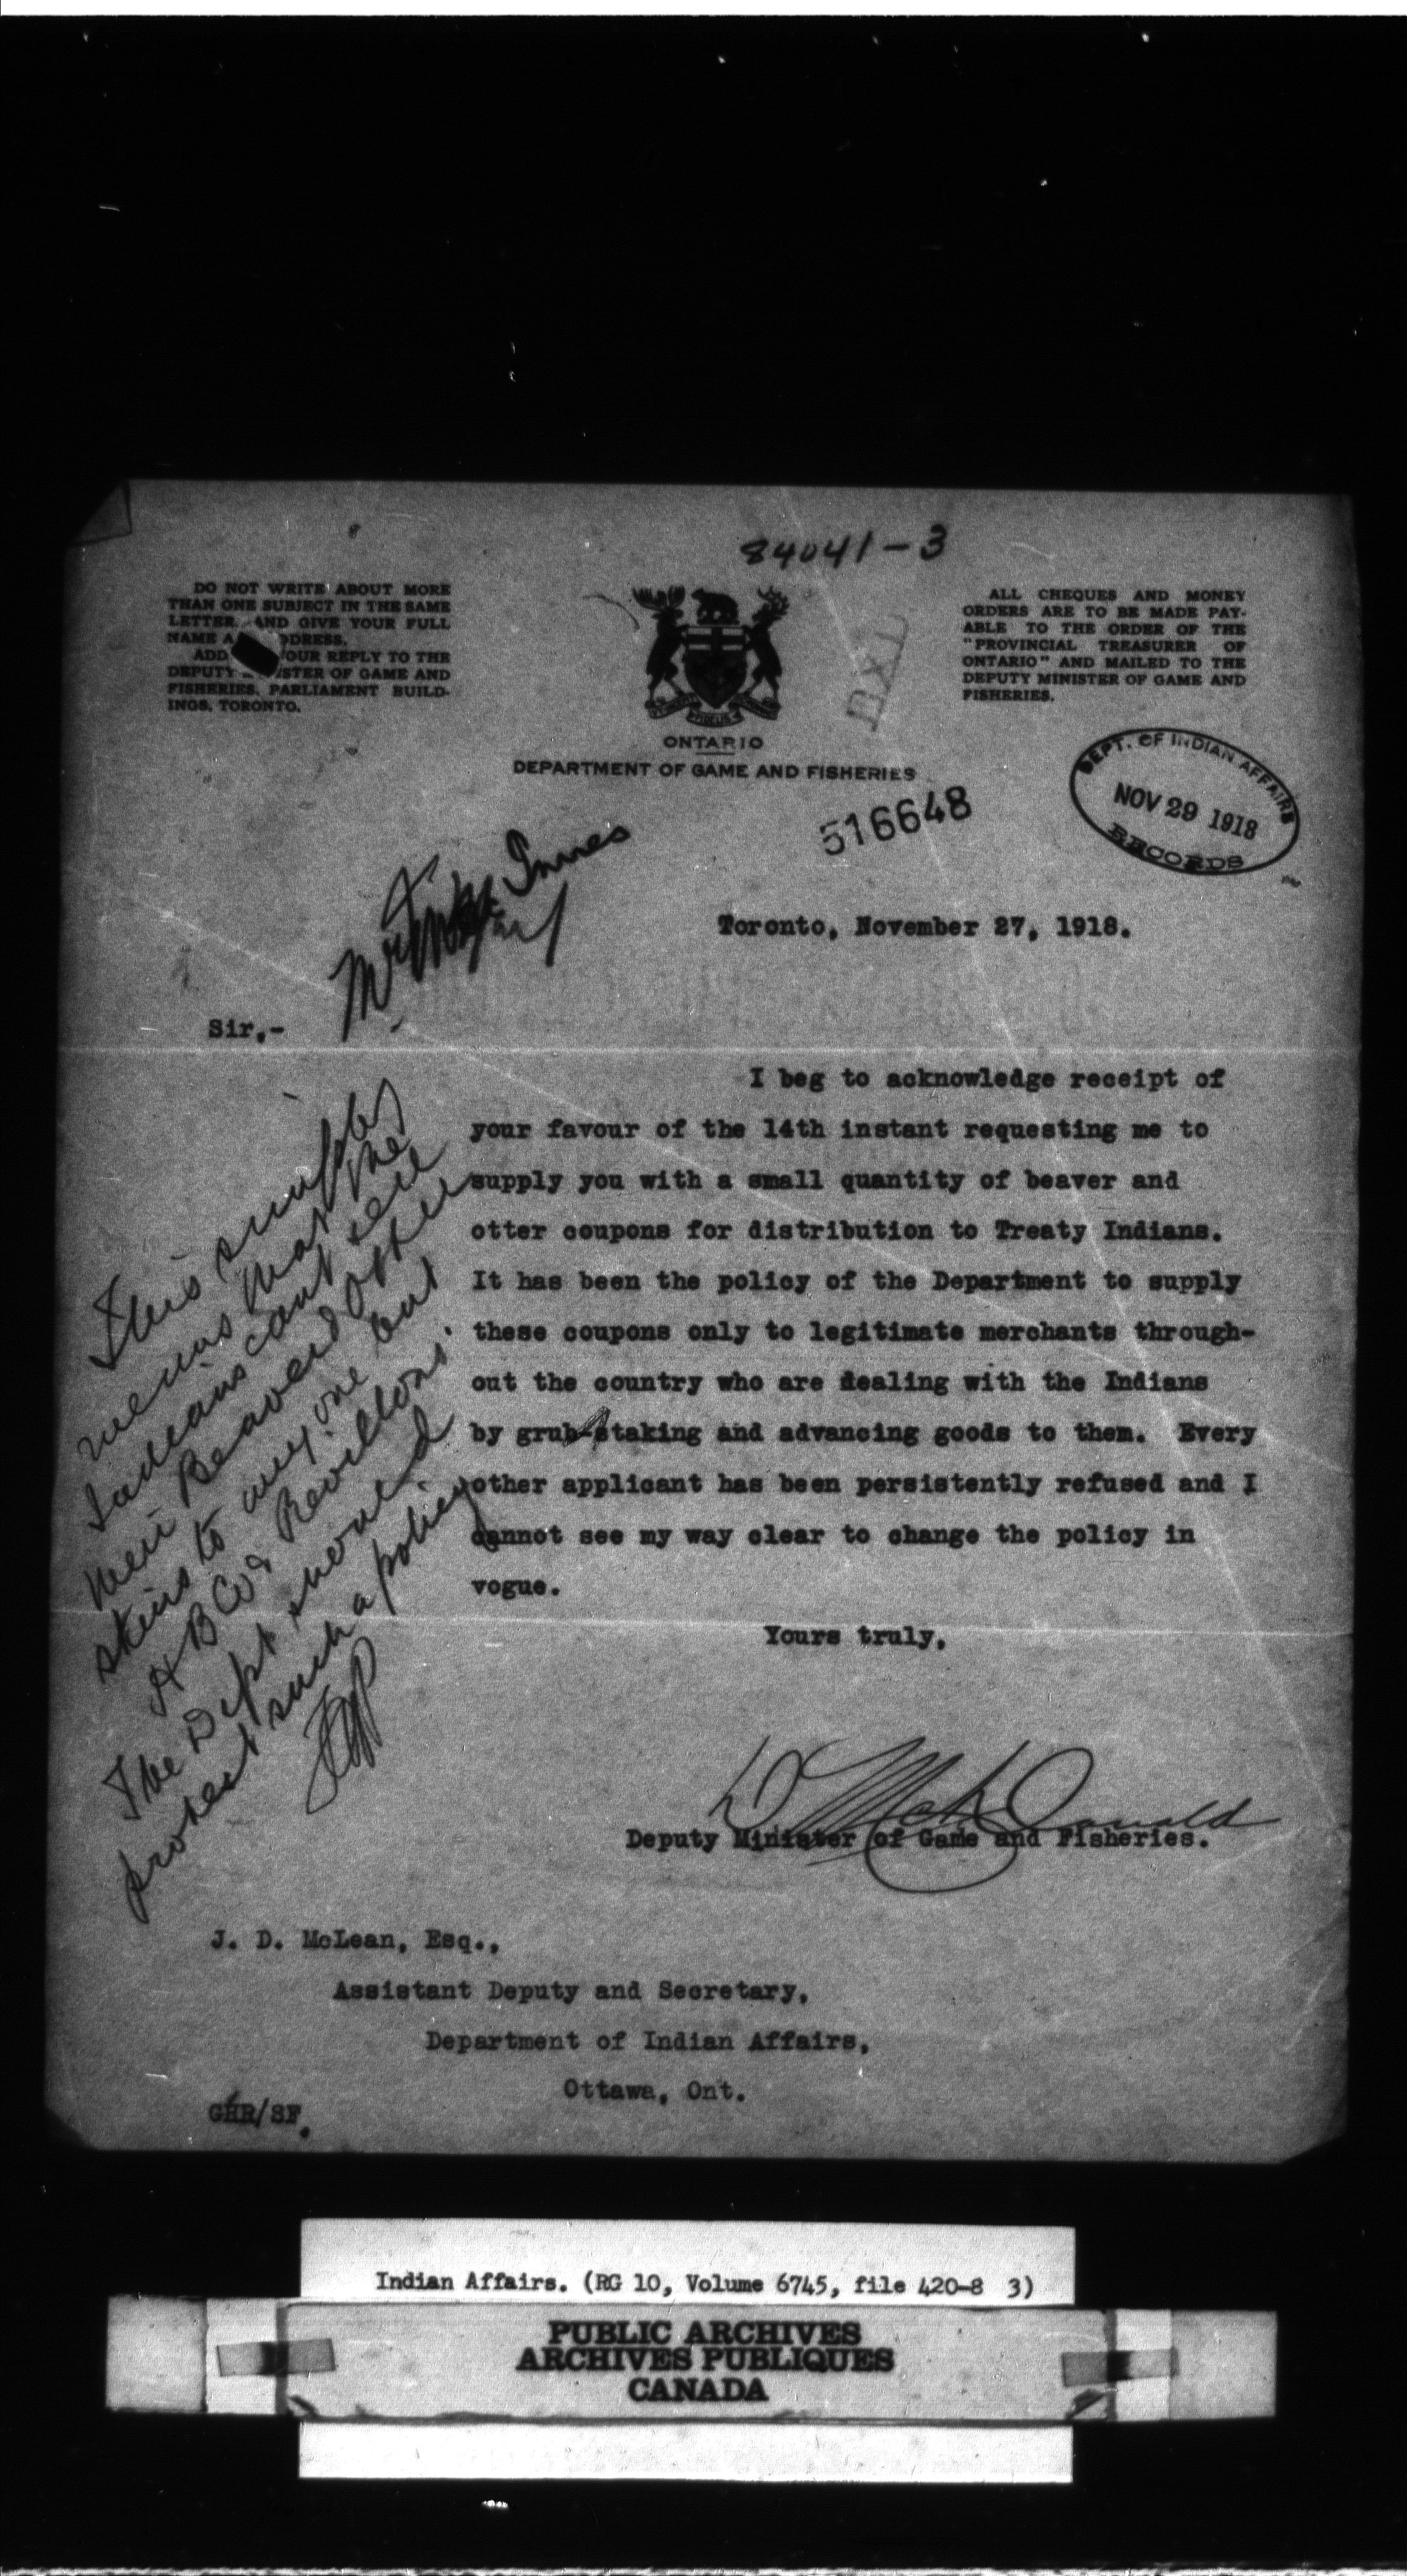 84041-3
DO NOT WRITE ABOUT MORE
THAN ONE SUBJECT IN THE SAME
LETTER, AND GIVE YOUR FULL
NAME A DDRESS.
ADD OUR REPLY TO THE
DEPUTY ISTER OF GAME AND
FISHERIES, PARLIAMENT BUILD-
INGS, TORONTO.
ALL CHEQUES AND MONEY
ORDERS ARE TO BE MADE PAY-
ABLE TO THE ORDER OF THE
"PROVINCIAL TREASURER OF
ONTARIO" AND MAILED TO THE
DEPUTY MINISTER OF GAME AND
FISHERIES.
ONTARIO
DEPARTMENT OF GAME AND FISHERIES
516648
DEPT. OF INDIAN AFFAIRS
NOV 29 1918
RECORDS
Mr Innes
Toronto, November 27, 1918.
Sir,-
I beg to acknowledge receipt of
your favour of the 14th instant requesting me to
supply you with a small quantity of beaver and
otter coupons for distribution to Treaty Indians.
It has been the policy of the Department to supply
these coupons only to legitimate merchants through-
out the country who are dealing with the Indians
by grub-staking and advancing goods to them. Every
other applicant has been persistently refused and I
cannot see my way clear to change the policy in
vogue.
Yours truly,
D McDonald
Deputy Minister of Game and Fisheries.
This simply
means that the
Indians cant sell
their Beaver & Otter
skins to any one but
H B Co & Revillons.
The Dept should
protest such a policy
J. D. McLean, Esq.,
Assistant Deputy and Secretary,
Department of Indian Affairs,
Ottawa, Ont.
GHR/SF.
Indian Affairs. (RG 10, Volume 6745, file 420-8 3)
PUBLIC ARCHIVES
ARCHIVES PUBLIQUES
CANADA